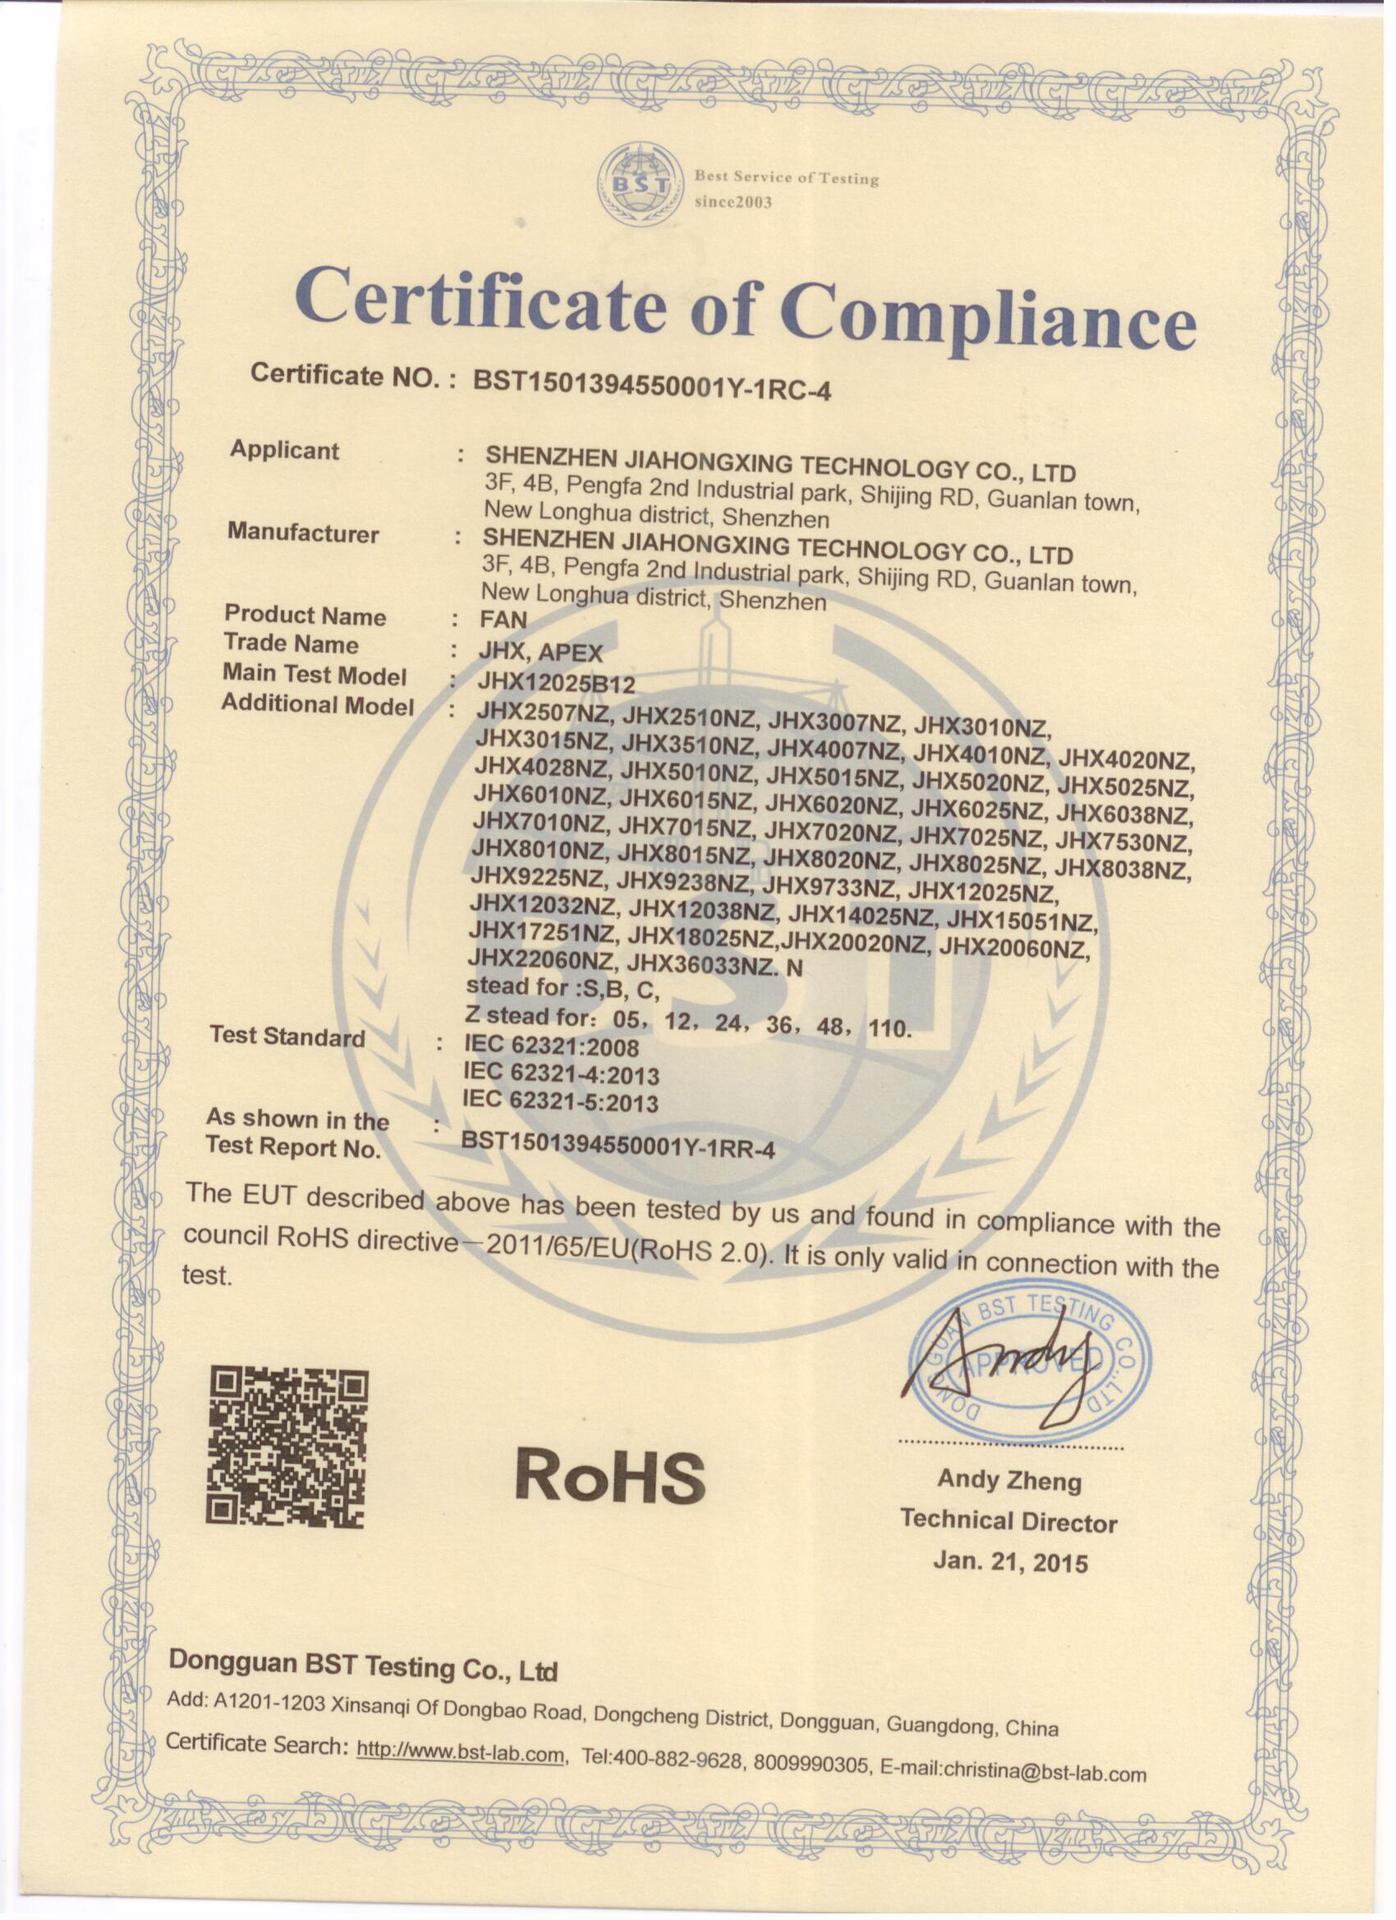 BST
Best Service of Testing
since2003
Certificate of Compliance
Certificate NO. : BST1501394550001Y-1RC-4
Applicant : SHENZHEN JIAHONGXING TECHNOLOGY CO., LTD
3F, 4B, Pengfa 2nd Industrial park, Shijing RD, Guanlan town,
New Longhua district, Shenzhen
Manufacturer : SHENZHEN JIAHONGXING TECHNOLOGY CO., LTD
3F, 4B, Pengfa 2nd Industrial park, Shijing RD, Guanlan town,
New Longhua district, Shenzhen
Product Name : FAN
Trade Name : JHX, APEX
Main Test Model : JHX12025B12
Additional Model : JHX2507NZ, JHX2510NZ, JHX3007NZ, JHX3010NZ,
JHX3015NZ, JHX3510NZ, JHX4007NZ, JHX4010NZ, JHX4020NZ,
JHX4028NZ, JHX5010NZ, JHX5015NZ, JHX5020NZ, JHX5025NZ,
JHX6010NZ, JHX6015NZ, JHX6020NZ, JHX6025NZ, JHX6038NZ,
JHX7010NZ, JHX7015NZ, JHX7020NZ, JHX7025NZ, JHX7530NZ,
JHX8010NZ, JHX8015NZ, JHX8020NZ, JHX8025NZ, JHX8038NZ,
JHX9225NZ, JHX9238NZ, JHX9733NZ, JHX12025NZ,
JHX12032NZ, JHX12038NZ, JHX14025NZ, JHX15051NZ,
JHX17251NZ, JHX18025NZ,JHX20020NZ, JHX20060NZ,
JHX22060NZ, JHX36033NZ. N
stead for :S,B, C,
Z stead for: 05, 12, 24, 36, 48, 110.
Test Standard : IEC 62321:2008
IEC 62321-4:2013
IEC 62321-5:2013
As shown in the :
Test Report No. BST1501394550001Y-1RR-4
The EUT described above has been tested by us and found in compliance with the
council RoHS directive—2011/65/EU(RoHS 2.0). It is only valid in connection with the
test.
DONGGUAN BST TESTING CO.,LTD
APPROVED
Andy
RoHS
Andy Zheng
Technical Director
Jan. 21, 2015
Dongguan BST Testing Co., Ltd
Add: A1201-1203 Xinsanqi Of Dongbao Road, Dongcheng District, Dongguan, Guangdong, China
Certificate Search: http://www.bst-lab.com, Tel:400-882-9628, 8009990305, E-mail:christina@bst-lab.com